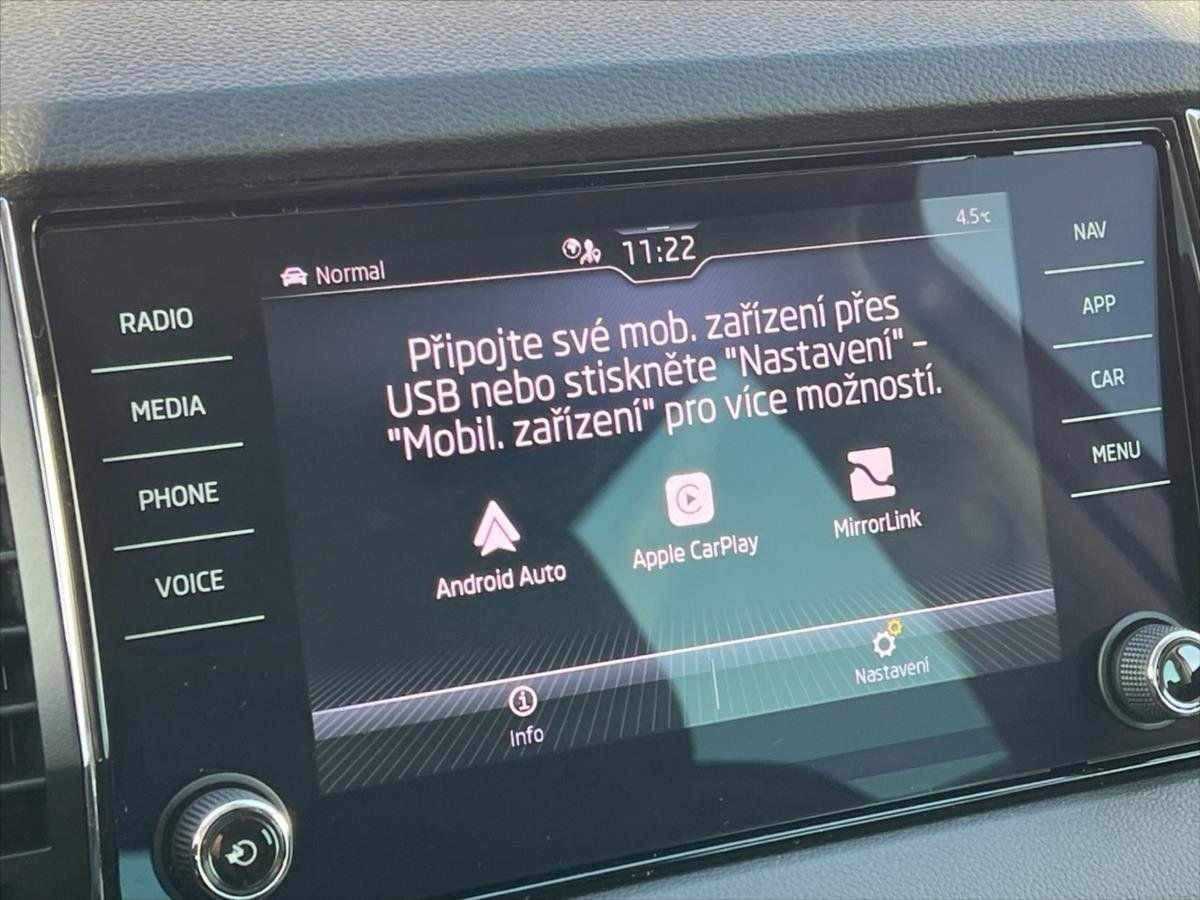 Normal
11:22
4.5°C
RADIO
MEDIA
PHONE
VOICE
Připojte své mob. zařízení přes
USB nebo stiskněte "Nastavení" -
"Mobil. zařízení" pro více možností.
Android Auto
Apple CarPlay
MirrorLink
Info
Nastavení
NAV
APP
CAR
MENU